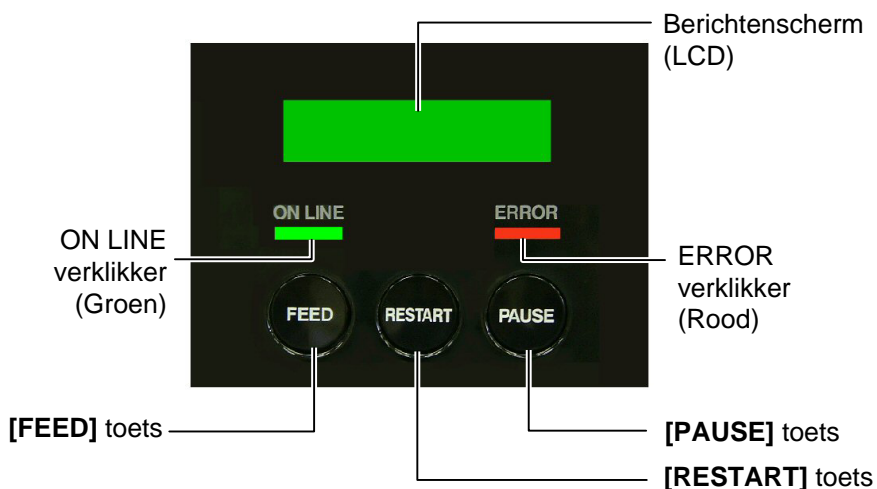 Berichtenscherm
(LCD)
ON LINE
ERROR
ON LINE
verklikker
(Groen)
ERROR
verklikker
(Rood)
FEED
RESTART
PAUSE
[FEED] toets
[PAUSE] toets
[RESTART] toets